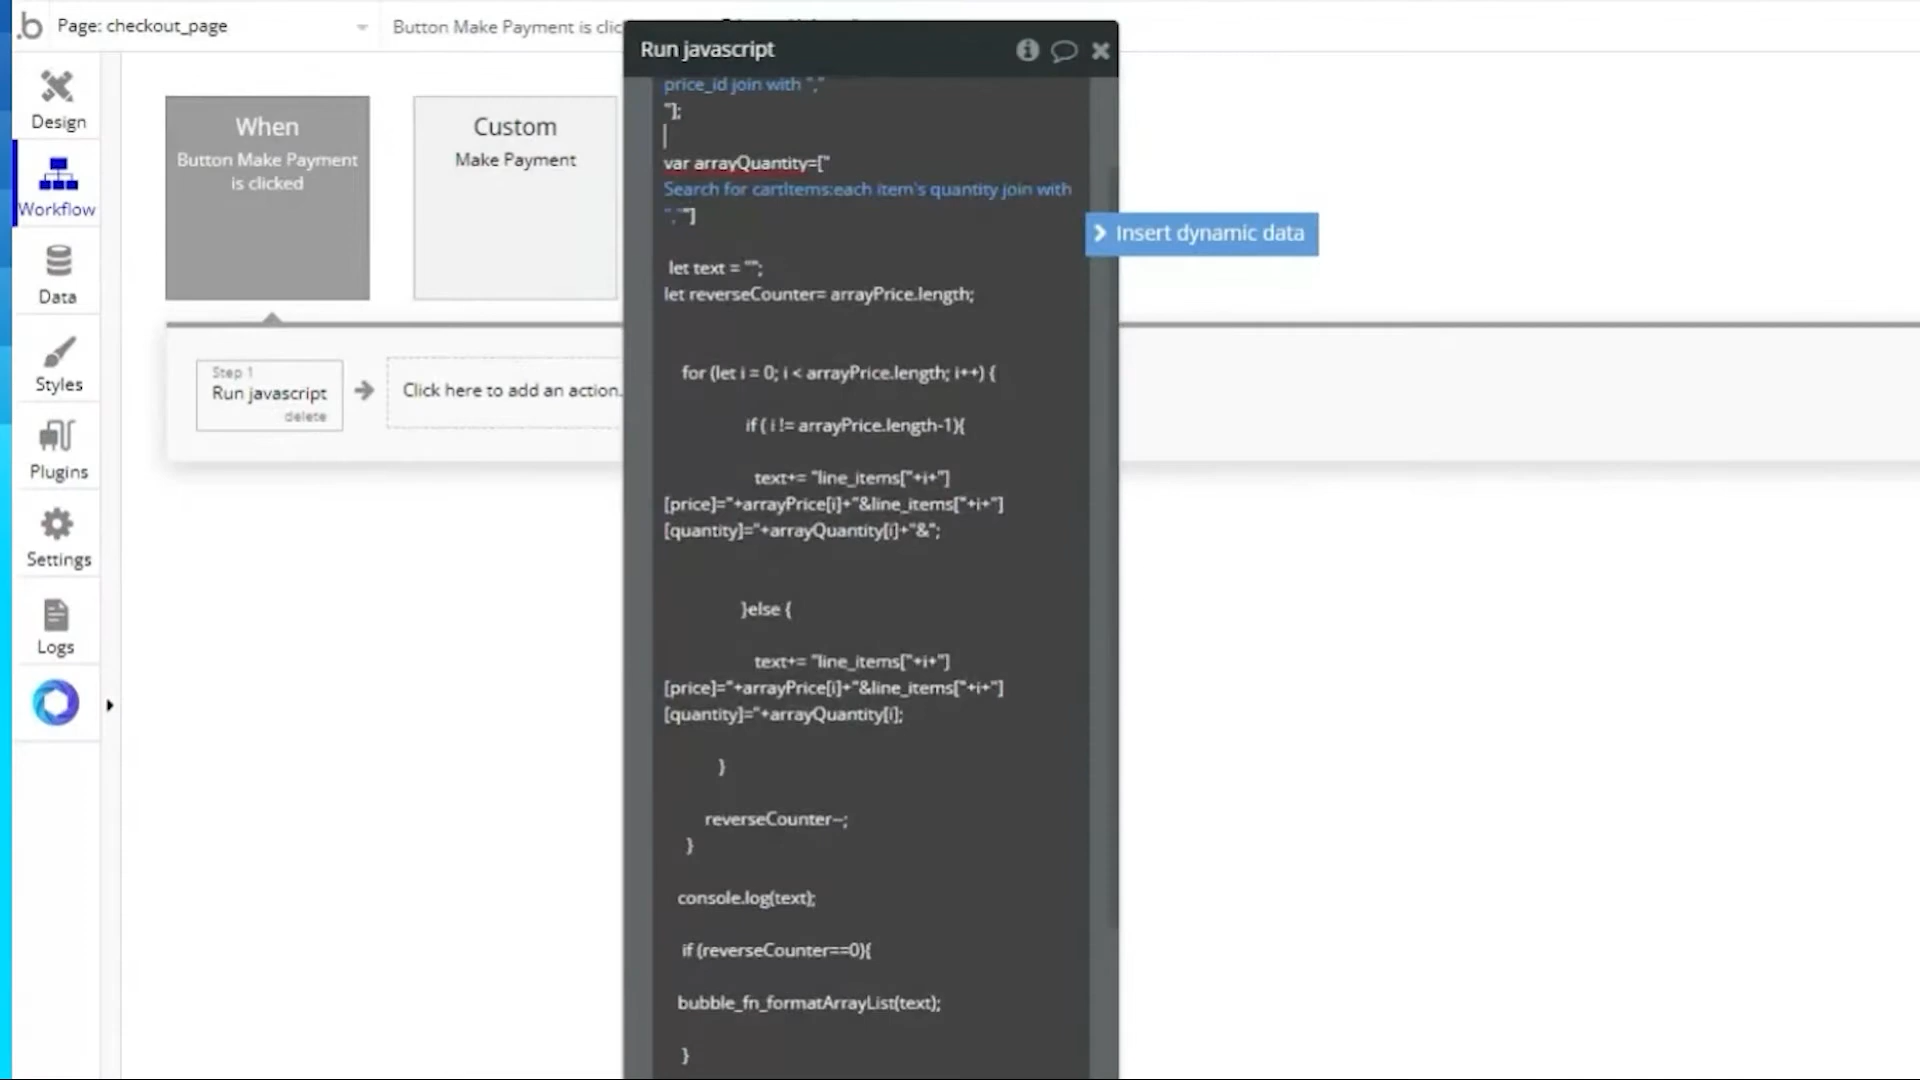 .b Page: checkout_page
Button Make Payment is clic
Run javascript
Design
Workflow
Data
Styles
Plugins
Settings
Logs
When
Button Make Payment
is clicked
Custom
Make Payment
Step 1
Run javascript
delete
Click here to add an action.
price_id join with ","
"];
var arrayQuantity=["
Search for cartItems:each item's quantity join with
",""]
let text = "";
let reverseCounter= arrayPrice.length;
for (let i = 0; i < arrayPrice.length; i++) {
if ( i != arrayPrice.length-1){
text+= "line_items["+i+"]
[price]="+arrayPrice[i]+"&line_items["+i+"]
[quantity]="+arrayQuantity[i]+"&";
}else {
text+= "line_items["+i+"]
[price]="+arrayPrice[i]+"&line_items["+i+"]
[quantity]="+arrayQuantity[i];
}
reverseCounter--;
}
console.log(text);
if (reverseCounter==0){
bubble_fn_formatArrayList(text);
}
Insert dynamic data